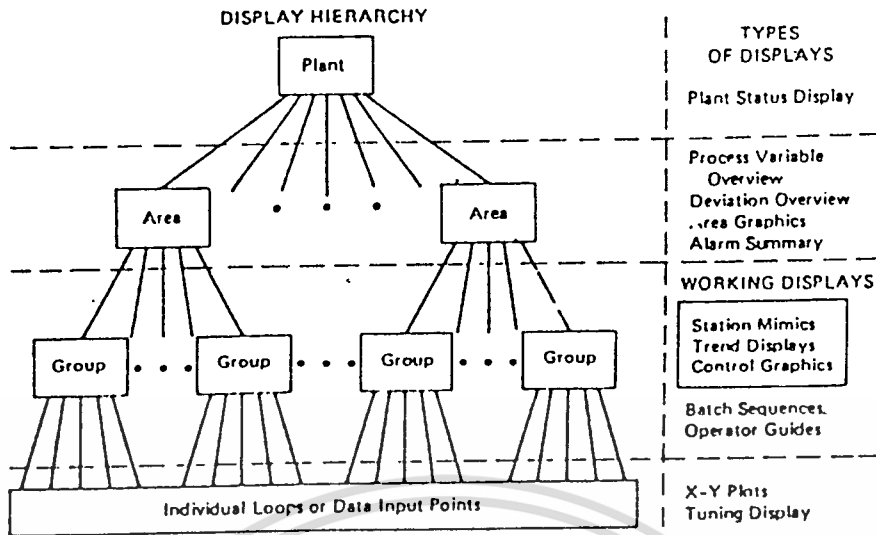 DISPLAY HIERARCHY
TYPES
OF DISPLAYS
Plant
Plant Status Display
Process Variable
Overview
Deviation Overview
Area Graphics
Alarm Summary
Area
Area
WORKING DISPLAYS
Station Mimics
Trend Displays
Control Graphics
Group
Group
Group
Group
Batch Sequences
Operator Guides
Individual Loops or Data Input Points
X-Y Plots
Tuning Display